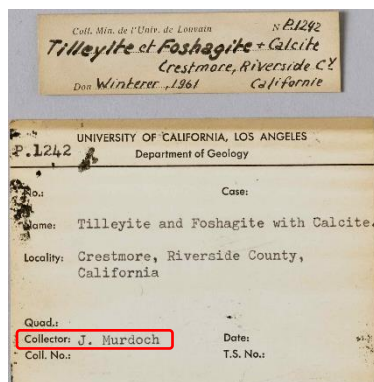 Coll. Min. de l'Univ. de Louvain N° P.1242
Tilleyite et Foshagite + Calcite
Crestmore, Riverside Cy.
Don Winterer, 1961 Californie
UNIVERSITY OF CALIFORNIA, LOS ANGELES
P.1242 Department of Geology
No.: Case:
Name: Tilleyite and Foshagite with Calcite.
Locality: Crestmore, Riverside County,
California
Quad.:
Collector: J. Murdoch Date:
Coll. No.: T.S. No.: